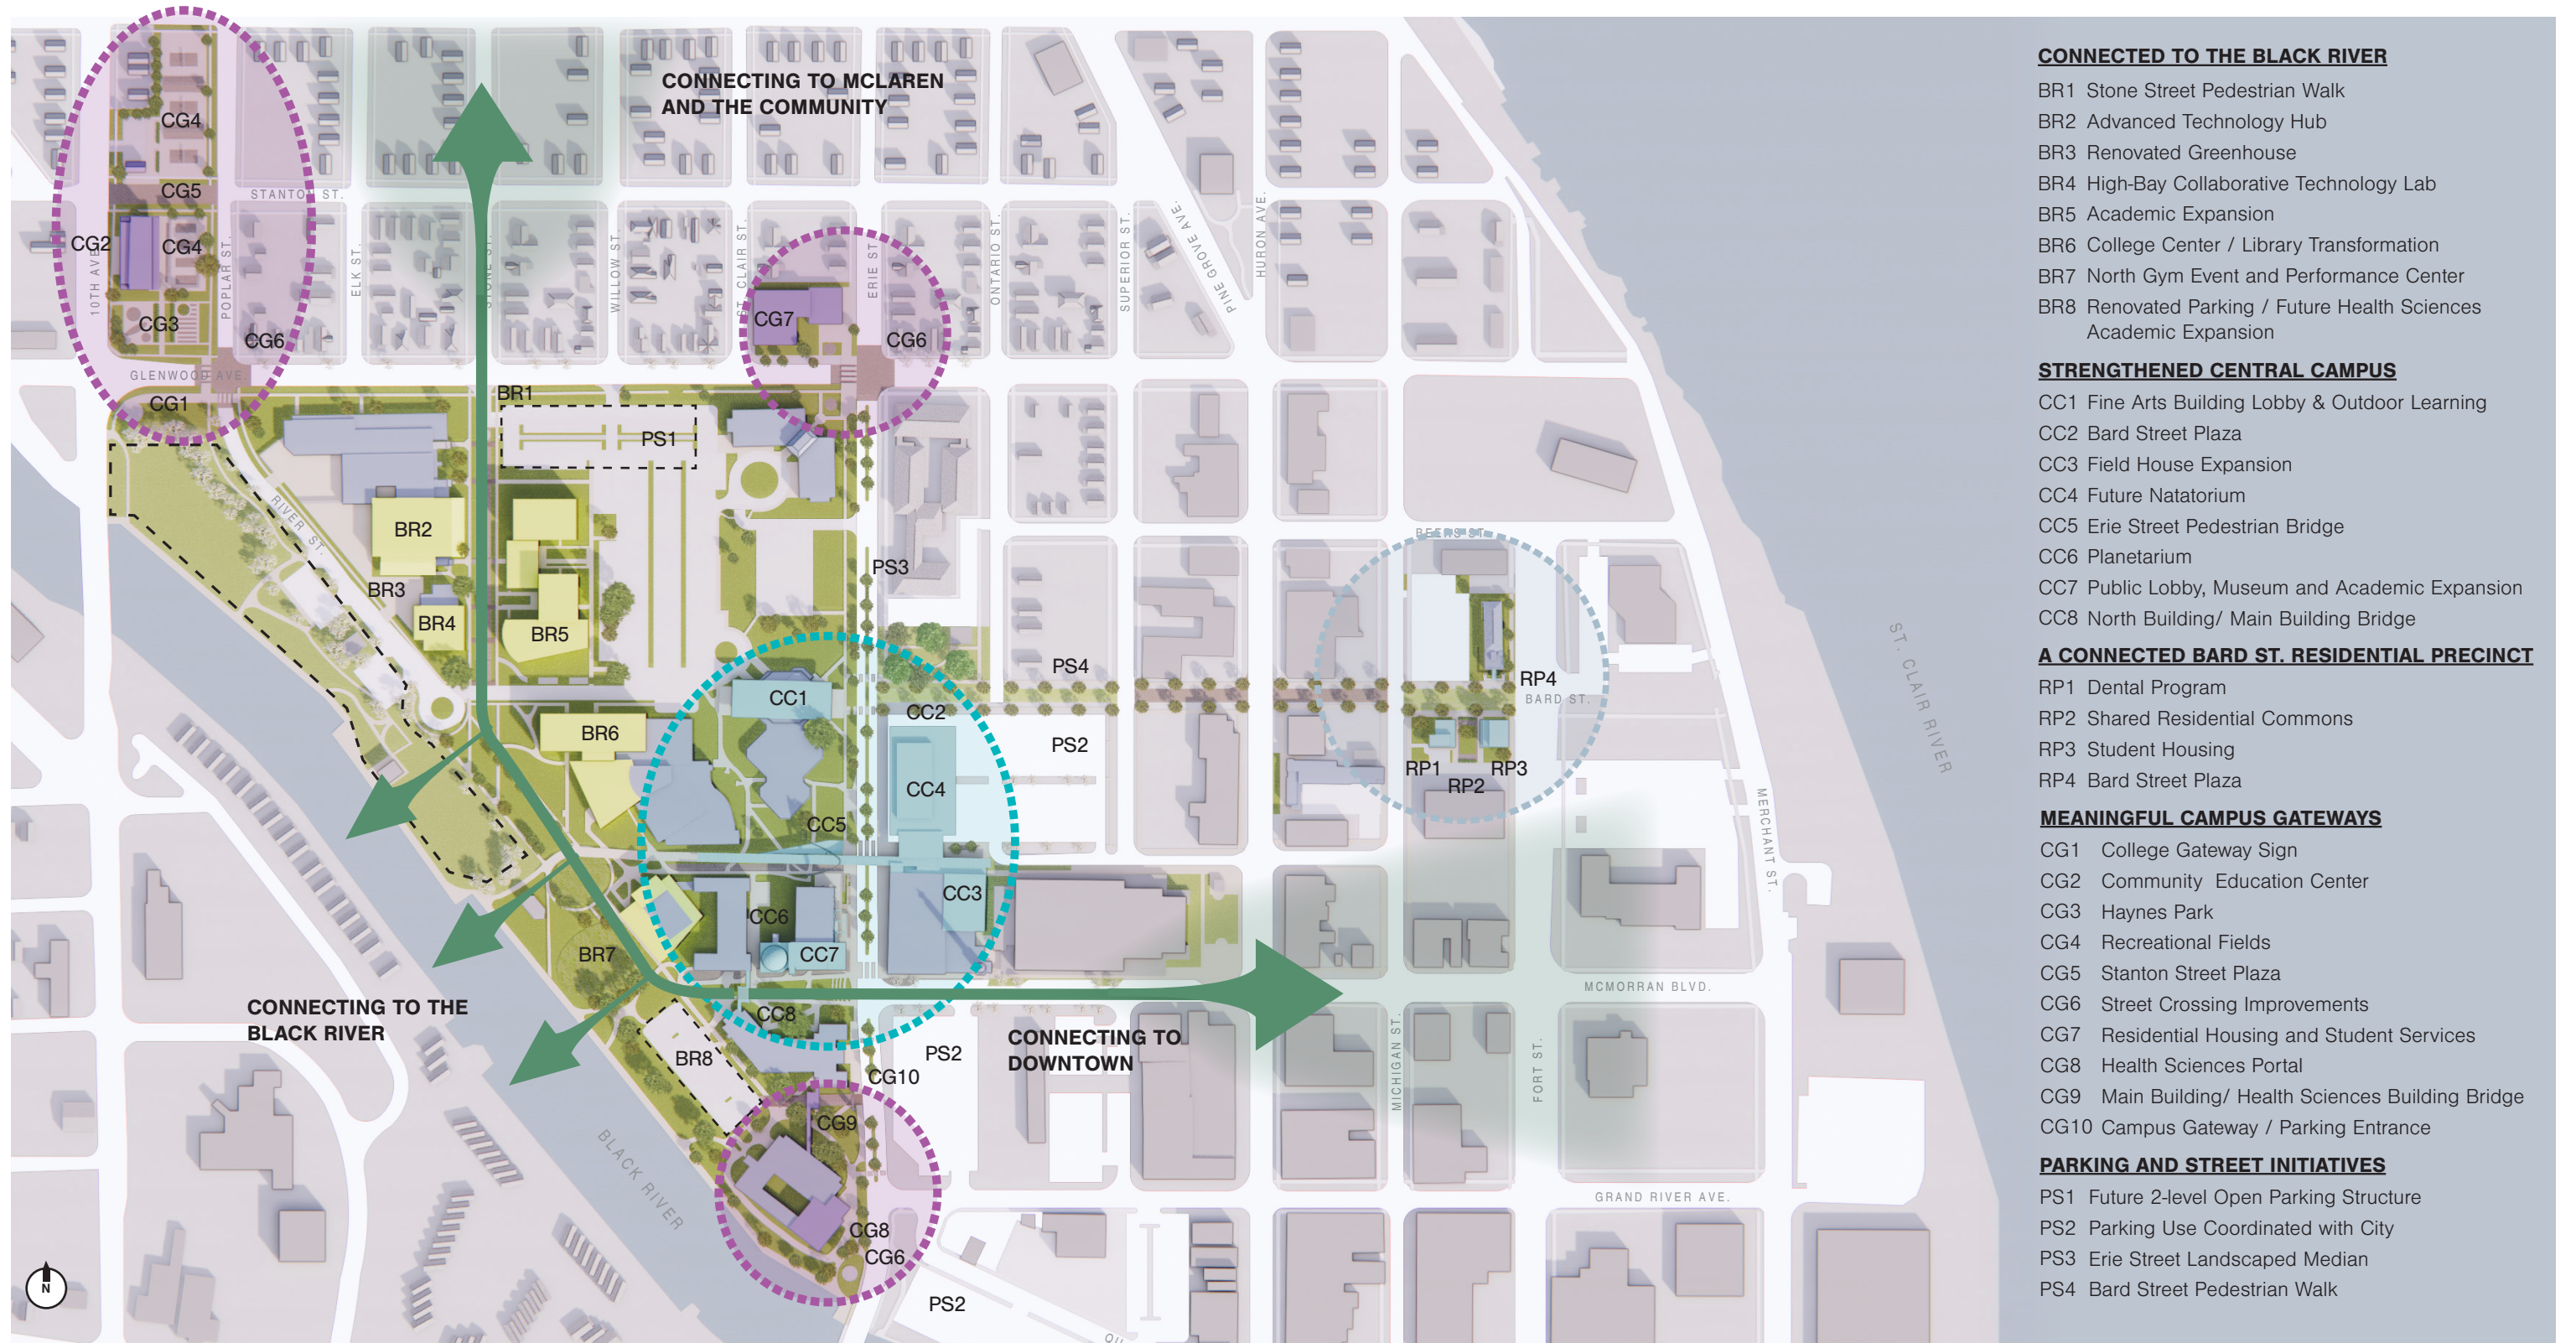 CONNECTING TO MCLAREN
AND THE COMMUNITY
CG4
CG5
STANTON ST.
CG2
CG4
10TH AVE
POPLAR ST.
ELK ST.
STONE ST.
WILLOW ST.
ST. CLAIR ST.
ERIE ST
ONTARIO ST.
SUPERIOR ST.
PINE GROVE AVE.
HURON AVE.
CG3
CG6
CG7
CG6
GLENWOOD AVE.
CG1
BR1
PS1
RIVER ST.
BR2
BR3
BR4
BR5
PS3
BEERS ST.
PS4
RP4
BARD ST.
CC1
CC2
BR6
PS2
CC4
RP1
RP3
RP2
CC5
CC3
CC6
CC7
BR7
MERCHANT ST.
ST. CLAIR RIVER
MCMORRAN BLVD.
CONNECTING TO THE
BLACK RIVER
CC8
CONNECTING TO
DOWNTOWN
PS2
BR8
CG10
MICHIGAN ST.
FORT ST.
CG9
BLACK RIVER
GRAND RIVER AVE.
CG8
CG6
PS2
N
CONNECTED TO THE BLACK RIVER
BR1 Stone Street Pedestrian Walk
BR2 Advanced Technology Hub
BR3 Renovated Greenhouse
BR4 High-Bay Collaborative Technology Lab
BR5 Academic Expansion
BR6 College Center / Library Transformation
BR7 North Gym Event and Performance Center
BR8 Renovated Parking / Future Health Sciences
Academic Expansion
STRENGTHENED CENTRAL CAMPUS
CC1 Fine Arts Building Lobby & Outdoor Learning
CC2 Bard Street Plaza
CC3 Field House Expansion
CC4 Future Natatorium
CC5 Erie Street Pedestrian Bridge
CC6 Planetarium
CC7 Public Lobby, Museum and Academic Expansion
CC8 North Building/ Main Building Bridge
A CONNECTED BARD ST. RESIDENTIAL PRECINCT
RP1 Dental Program
RP2 Shared Residential Commons
RP3 Student Housing
RP4 Bard Street Plaza
MEANINGFUL CAMPUS GATEWAYS
CG1 College Gateway Sign
CG2 Community Education Center
CG3 Haynes Park
CG4 Recreational Fields
CG5 Stanton Street Plaza
CG6 Street Crossing Improvements
CG7 Residential Housing and Student Services
CG8 Health Sciences Portal
CG9 Main Building/ Health Sciences Building Bridge
CG10 Campus Gateway / Parking Entrance
PARKING AND STREET INITIATIVES
PS1 Future 2-level Open Parking Structure
PS2 Parking Use Coordinated with City
PS3 Erie Street Landscaped Median
PS4 Bard Street Pedestrian Walk